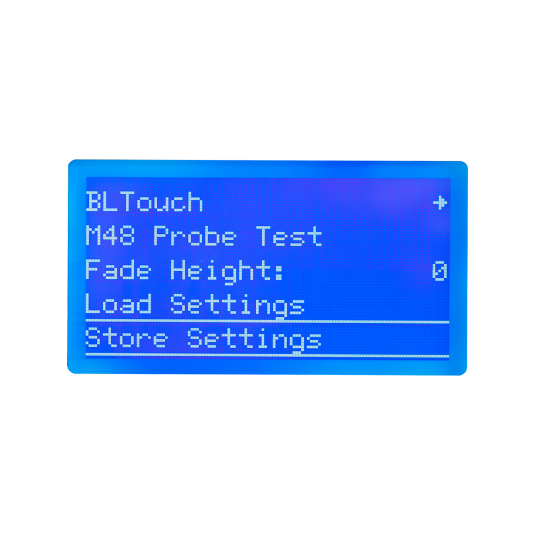 BLTouch →
M48 Probe Test
Fade Height: 0
Load Settings
Store Settings